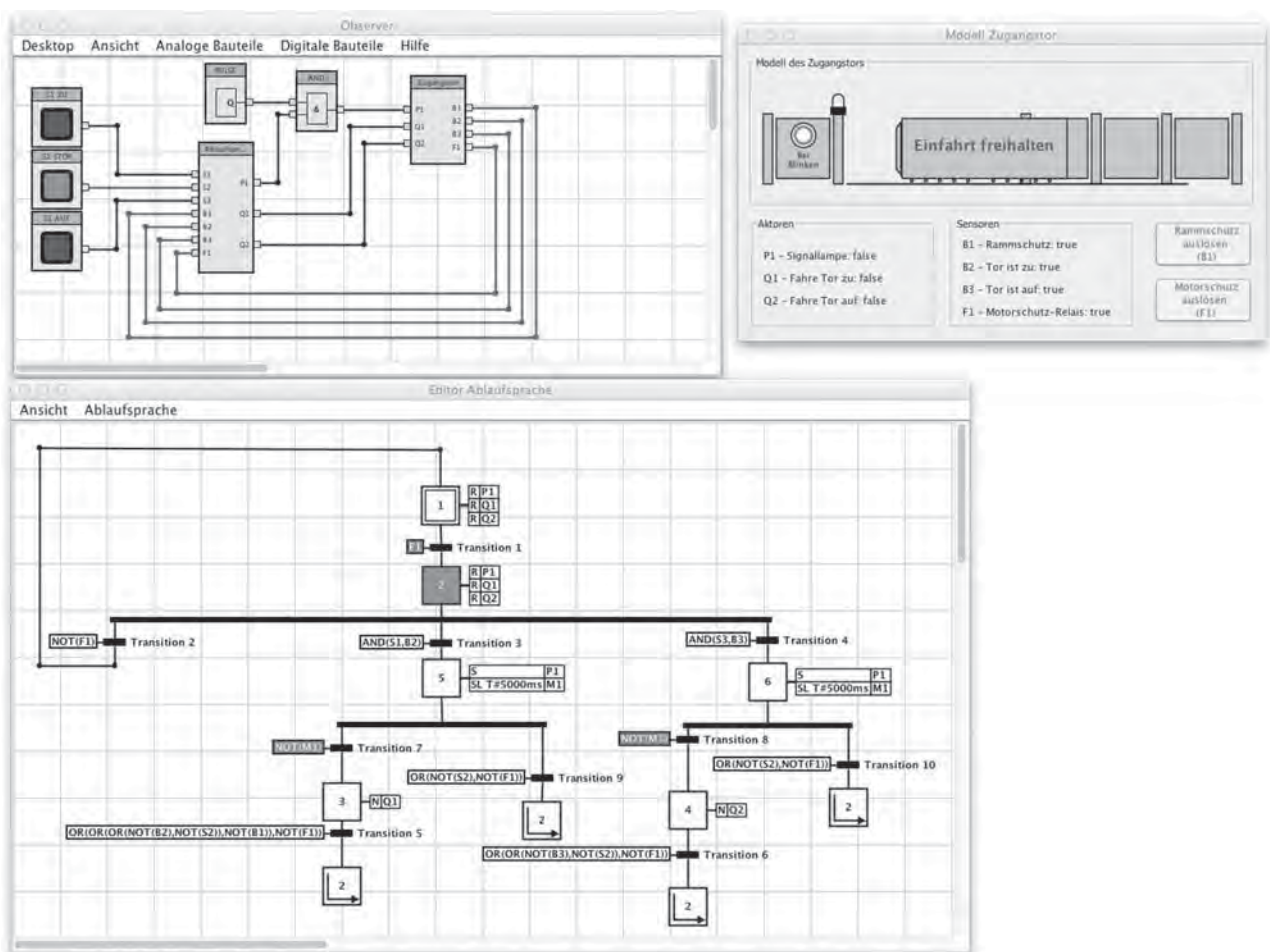 Observer
Desktop Ansicht Analoge Bauteile Digitale Bauteile Hilfe
S1 ZU
S2 STOP
S3 AUF
PULSE
Q
AND
&
S1
S2
S3
B1
B2
B3
F1
P1
Q1
Q2
Zugangstor
P1
Q1
Q2
B1
B2
B3
F1
Modell Zugangstor
Modell des Zugangstors
Bei
Blinken
Einfahrt freihalten
Aktoren
P1 - Signallampe: false
Q1 - Fahre Tor zu: false
Q2 - Fahre Tor auf: false
Sensoren
B1 - Rammschutz: true
B2 - Tor ist zu: true
B3 - Tor ist auf: true
F1 - Motorschutz-Relais: true
Rammschutz
auslösen
(B1)
Motorschutz
auslösen
(F1)
Editor Ablaufsprache
Ansicht Ablaufsprache
1
R P1
R Q1
R Q2
F1 Transition 1
2
R P1
R Q1
R Q2
NOT(F1) Transition 2
AND(S1,B2) Transition 3
AND(S3,B3) Transition 4
5
S P1
SL T#5000ms M1
6
S P1
SL T#5000ms M1
NOT(M1) Transition 7
OR(NOT(S2),NOT(F1)) Transition 9
NOT(M1) Transition 8
OR(NOT(S2),NOT(F1)) Transition 10
3
N Q1
2
4
N Q2
2
OR(OR(OR(NOT(B2),NOT(S2)),NOT(B1)),NOT(F1)) Transition 5
OR(OR(NOT(B3),NOT(S2)),NOT(F1)) Transition 6
2
2